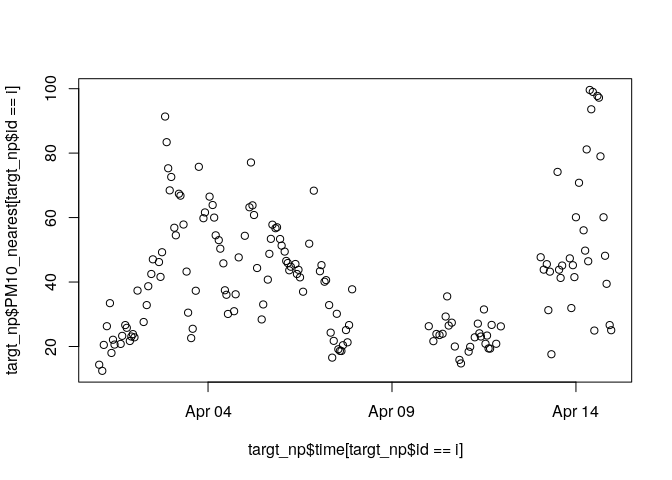 targt_np$PM10_nearest[targt_np$id == i]
100
80
60
40
20
Apr 04 Apr 09 Apr 14
targt_np$time[targt_np$id == i]